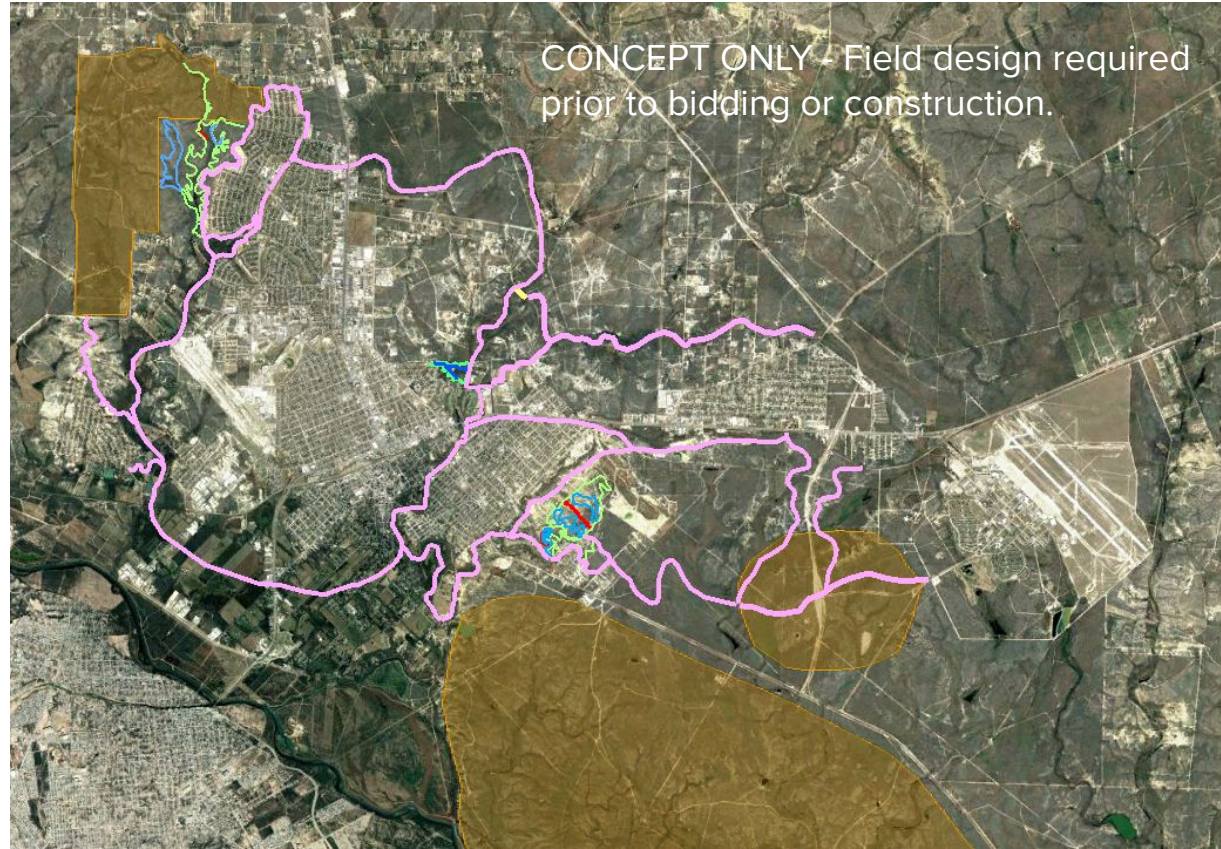 CONCEPT ONLY - Field design required
prior to bidding or construction.